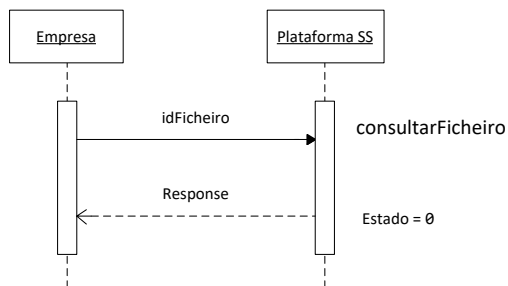 Empresa
Plataforma SS
idFicheiro
consultarFicheiro
Response
Estado = 0